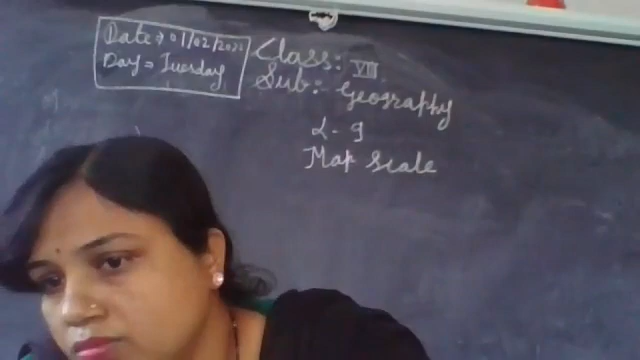 Date → 01/02/2022
Day = Tuesday
Class: VII
Sub:- Geography
L - 9
Map Scale